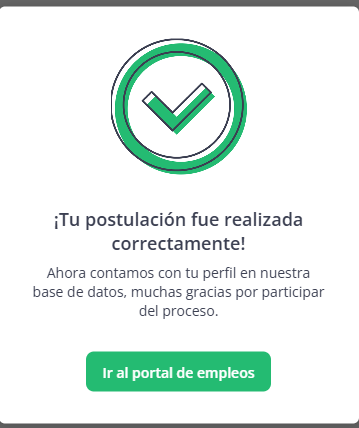 ¡Tu postulación fue realizada
correctamente!
Ahora contamos con tu perfil en nuestra
base de datos, muchas gracias por participar
del proceso.
Ir al portal de empleos